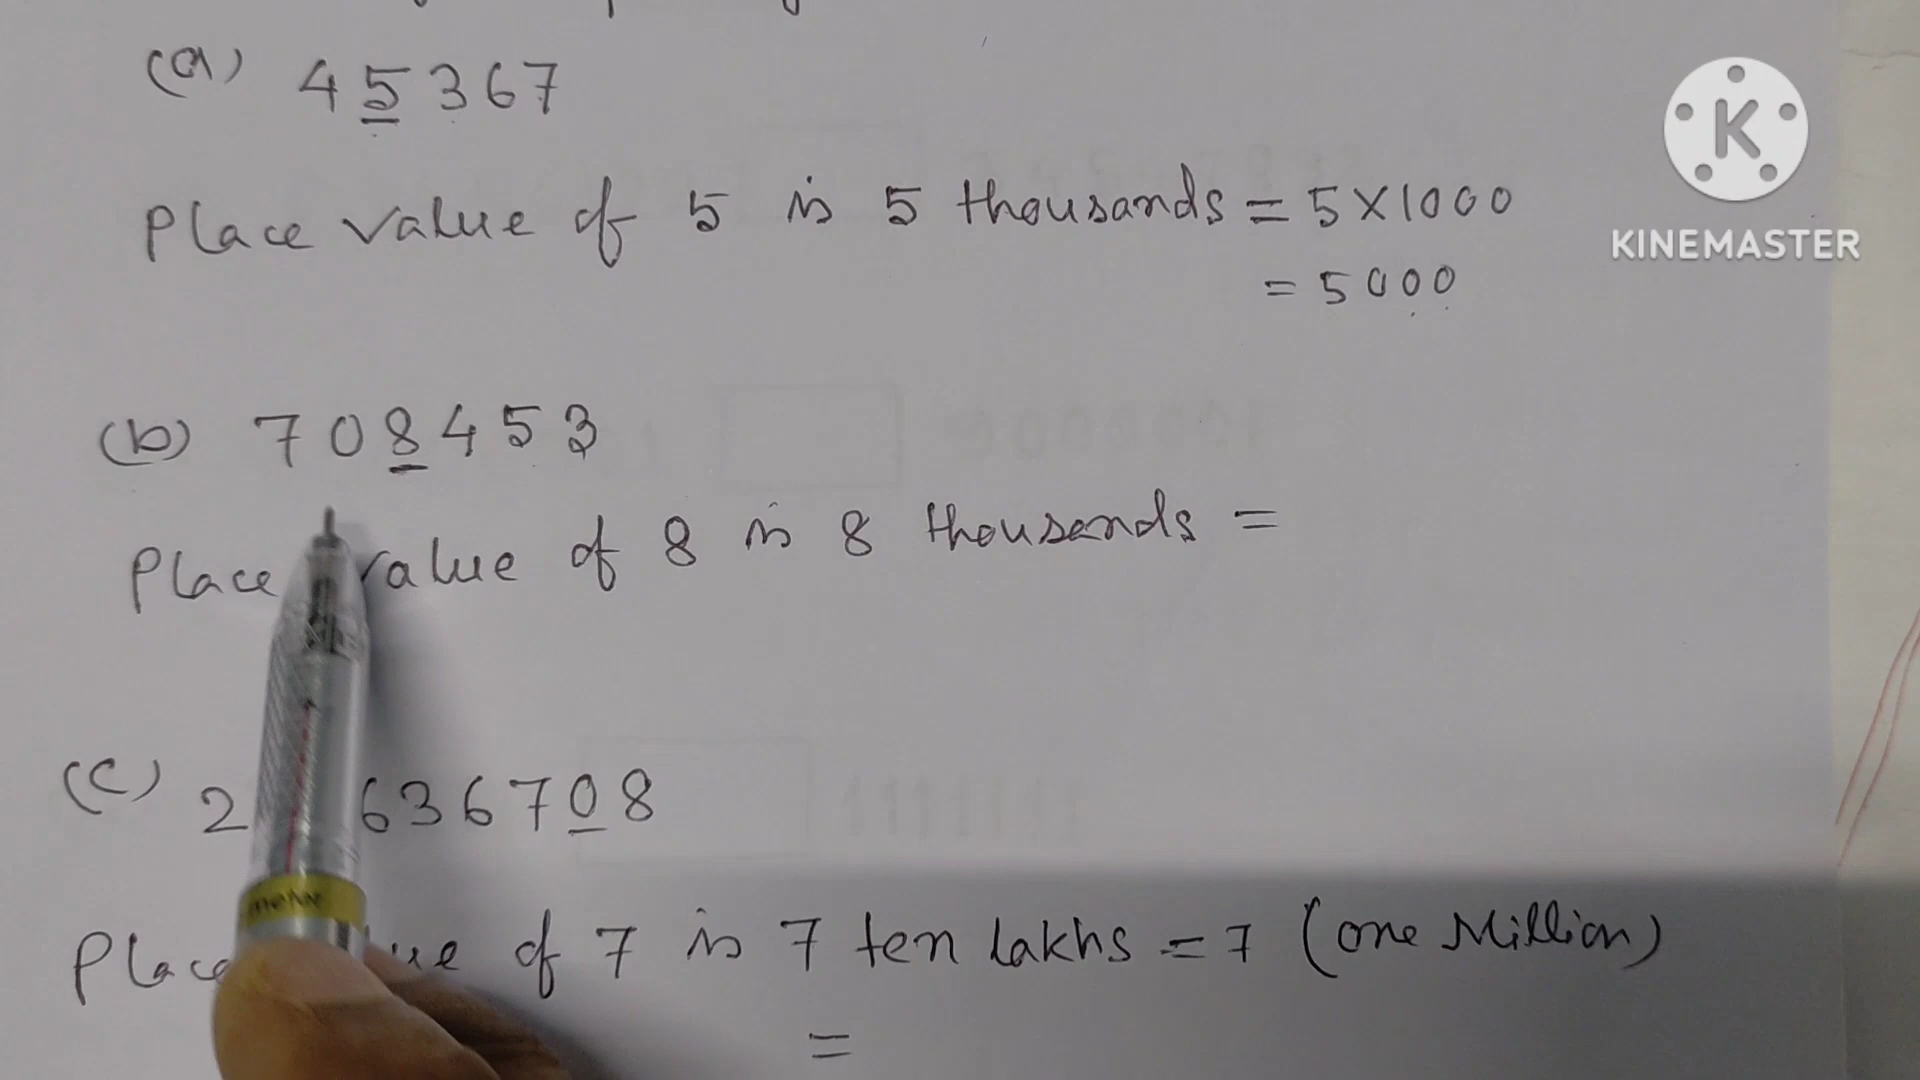 (a) 45367
Place value of 5 is 5 thousands = 5×1000
= 5000
(b) 708453
Place value of 8 is 8 thousands =
(c) 2 636708
Place of 7 is 7 ten lakhs = 7 (one Million)
=
K
KINEMASTER